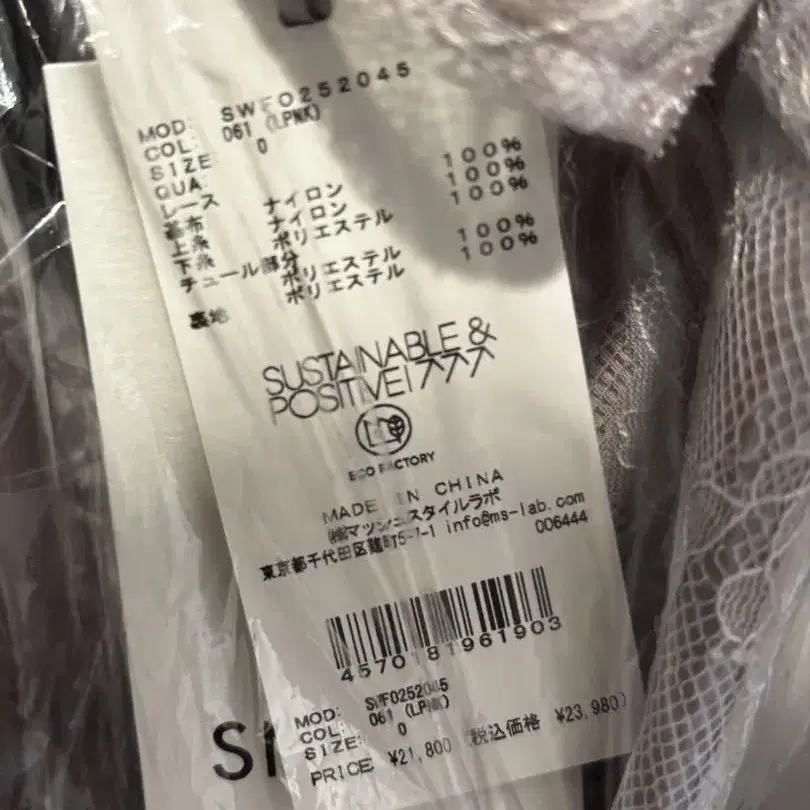 MOD: SWFO252045
COL: 061 (LPNK)
SIZE: 0
QUA:
レース ナイロン 100%
基布 ナイロン 100%
上糸 ポリエステル 100%
下糸
チュール部分 ポリエステル 100%
裏地 ポリエステル 100%
SUSTAINABLE &
POSITIVE!
ECO FACTORY
MADE IN CHINA
㈱マッシュスタイルラボ
東京都千代田区麹町5-7-1 info@ms-lab.com
006444
4570181961903
MOD: SWFO252045
COL: 061 (LPNK)
SIZE: 0
PRICE ¥21,800 (税込価格 ¥23,980)